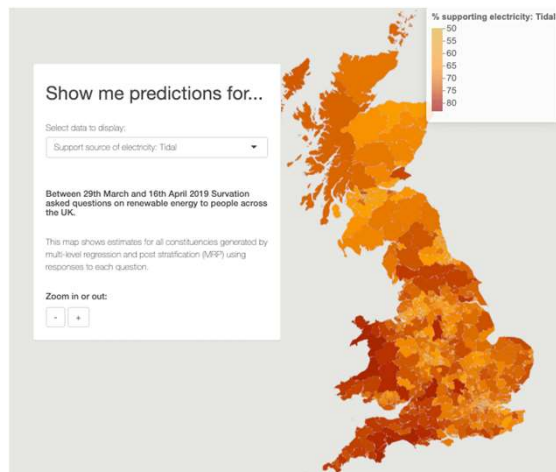 % supporting electricity: Tidal
50
55
60
65
70
75
80
Show me predictions for...
Select data to display:
Support source of electricity: Tidal
Between 29th March and 16th April 2019 Survation
asked questions on renewable energy to people across
the UK.
This map shows estimates for all constituencies generated by
multi-level regression and post stratification (MRP) using
responses to each question.
Zoom in or out:
- +